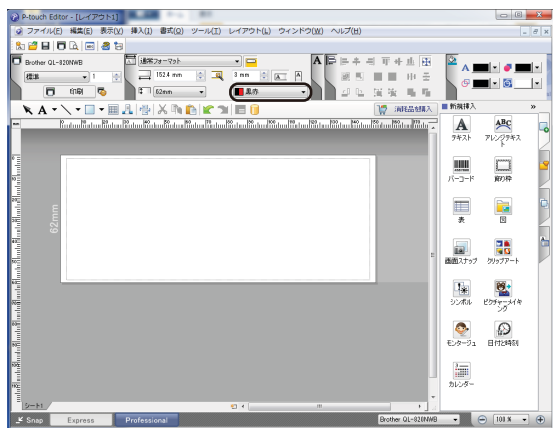 P-touch Editor - [レイアウト1]
ファイル(F) 編集(E) 表示(V) 挿入(I) 書式(O) ツール(T) レイアウト(L) ウィンドウ(W) ヘルプ(H)
Brother QL-820NWB
標準
1
印刷
通常フォーマット
152.4 mm
3 mm
62mm
黒赤
消耗品を購入
新規挿入
テキスト
アレンジテキスト
バーコード
飾り枠
表
図
画面スナップ
クリップアート
シンボル
ピクチャーメイキング
モンタージュ
日付と時刻
カレンダー
62mm
シート1
Snap
Express
Professional
Brother QL-820NWB
100 %